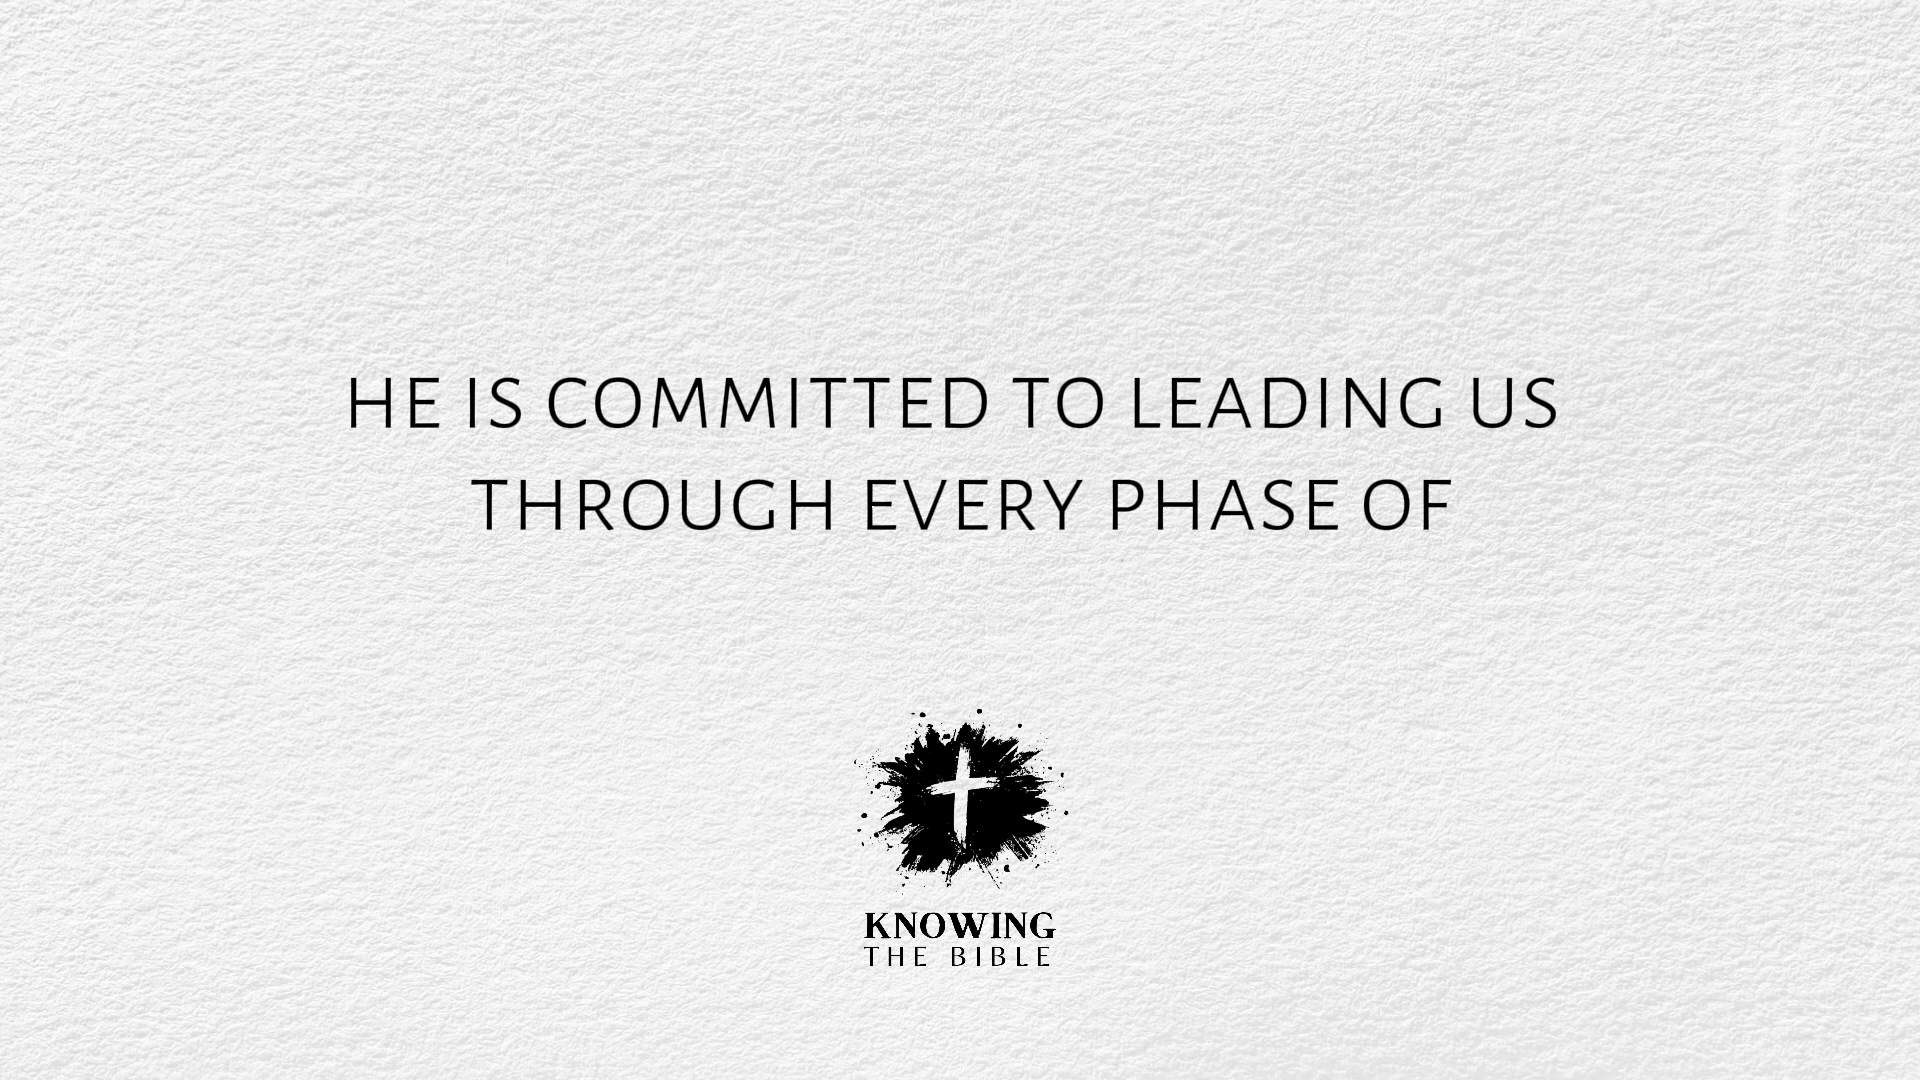 HE IS COMMITTED TO LEADING US
THROUGH EVERY PHASE OF
KNOWING
THE BIBLE